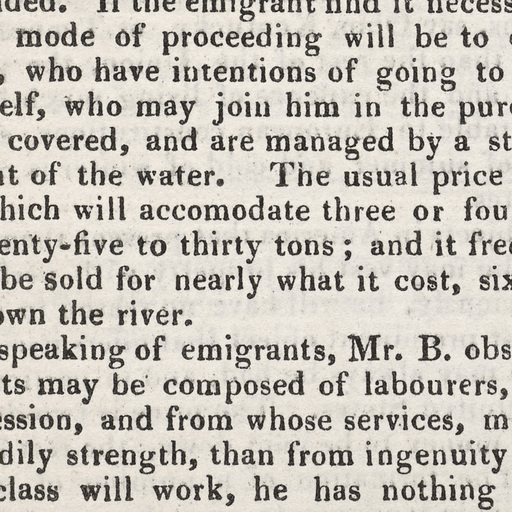 ded. If the emigrant find it necess
mode of proceeding will be to
, who have intentions of going to
elf, who may join him in the pur
covered, and are managed by a st
nt of the water. The usual price
hich will accomodate three or fou
enty-five to thirty tons; and it fre
be sold for nearly what it cost, six
own the river.
speaking of emigrants, Mr. B. obs
ts may be composed of labourers,
ession, and from whose services, m
dily strength, than from ingenuity
class will work, he has nothing